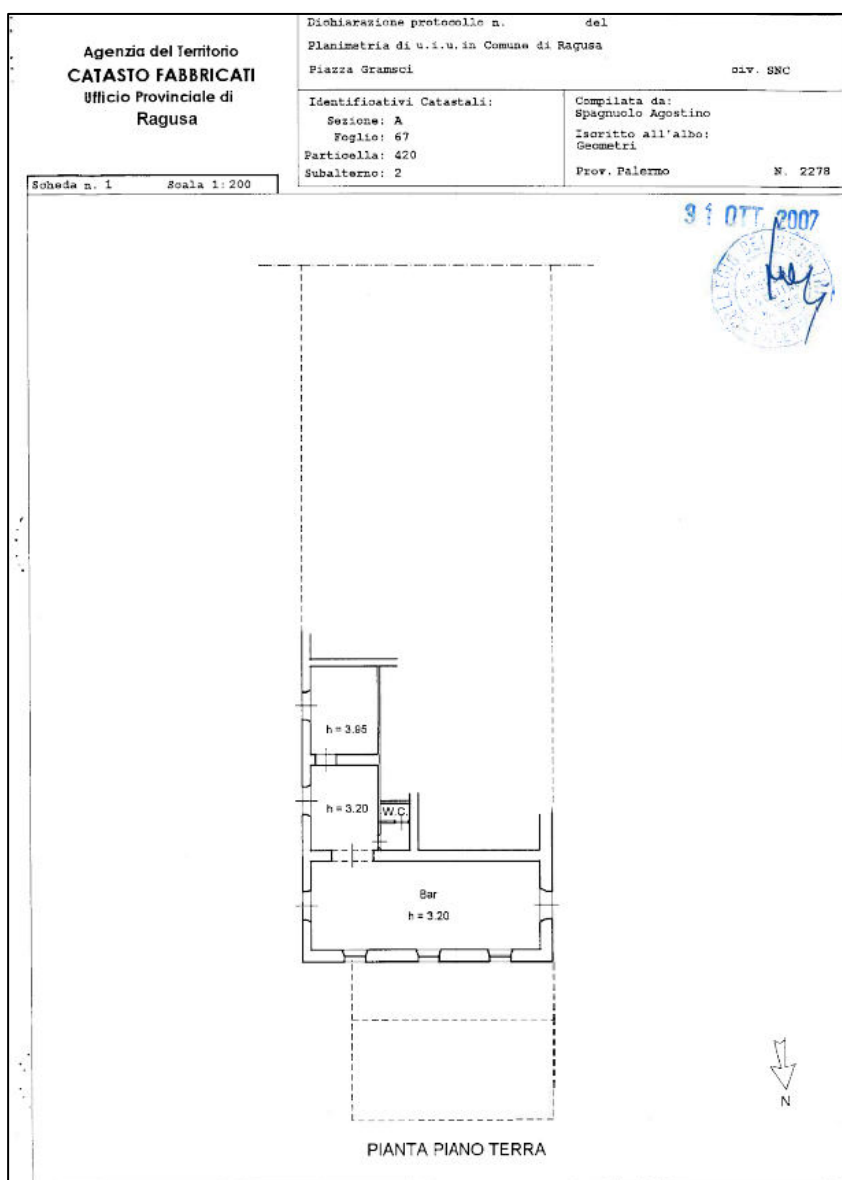 Agenzia del Territorio
CATASTO FABBRICATI
Ufficio Provinciale di
Ragusa
Scheda n. 1 Scala 1:200
Dichiarazione protocollo n. del
Planimetria di u.i.u. in Comune di Ragusa
Piazza Gramsci civ. SNC
Identificativi Catastali:
Sezione: A
Foglio: 67
Particella: 420
Subalterno: 2
Compilata da:
Spagnuolo Agostino
Iscritto all'albo:
Geometri
Prov. Palermo N. 2278
31 OTT. 2007
h = 3.95
h = 3.20
W.C.
Bar
h = 3.20
N
PIANTA PIANO TERRA